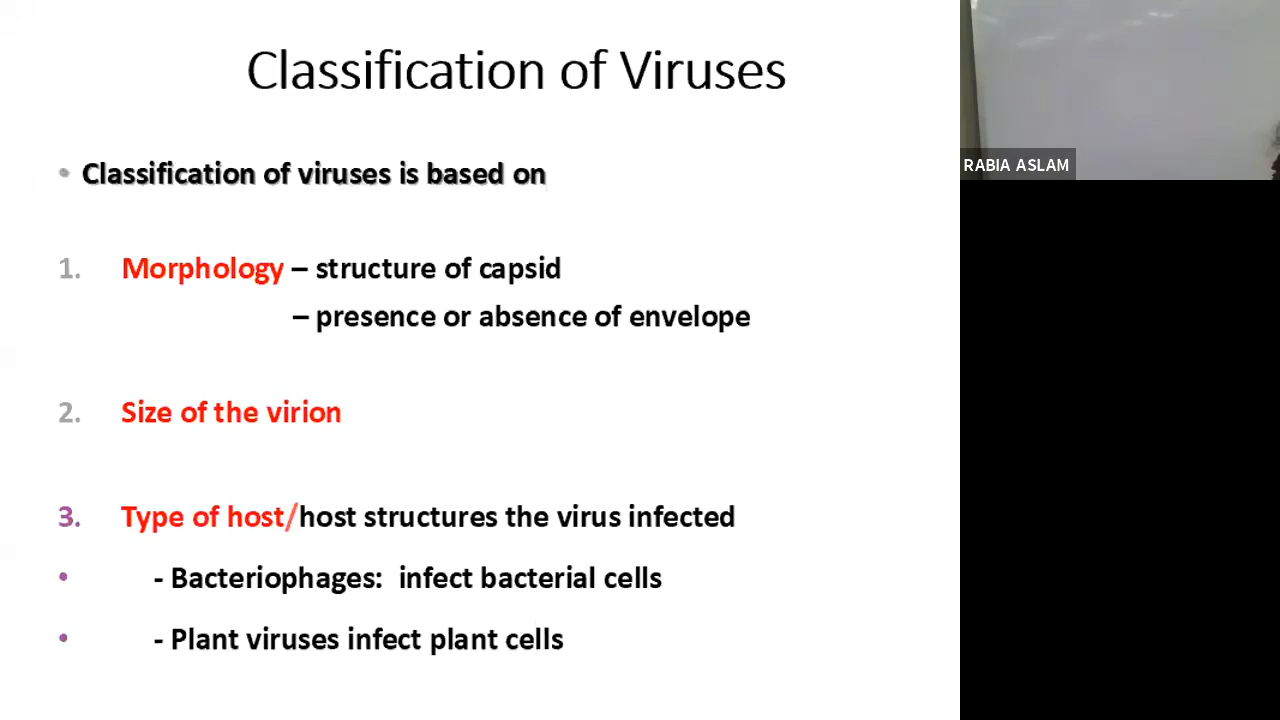 Classification of Viruses
• Classification of viruses is based on
1. Morphology – structure of capsid
– presence or absence of envelope
2. Size of the virion
3. Type of host/host structures the virus infected
• - Bacteriophages: infect bacterial cells
• - Plant viruses infect plant cells
RABIA ASLAM